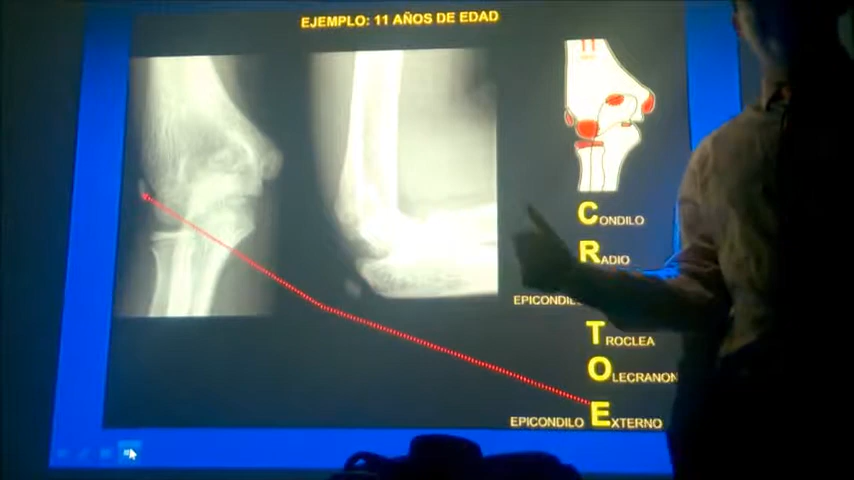 EJEMPLO: 11 AÑOS DE EDAD
CONDILO
RADIO
EPICONDILO
TROCLEA
OLECRANON
EPICONDILO EXTERNO